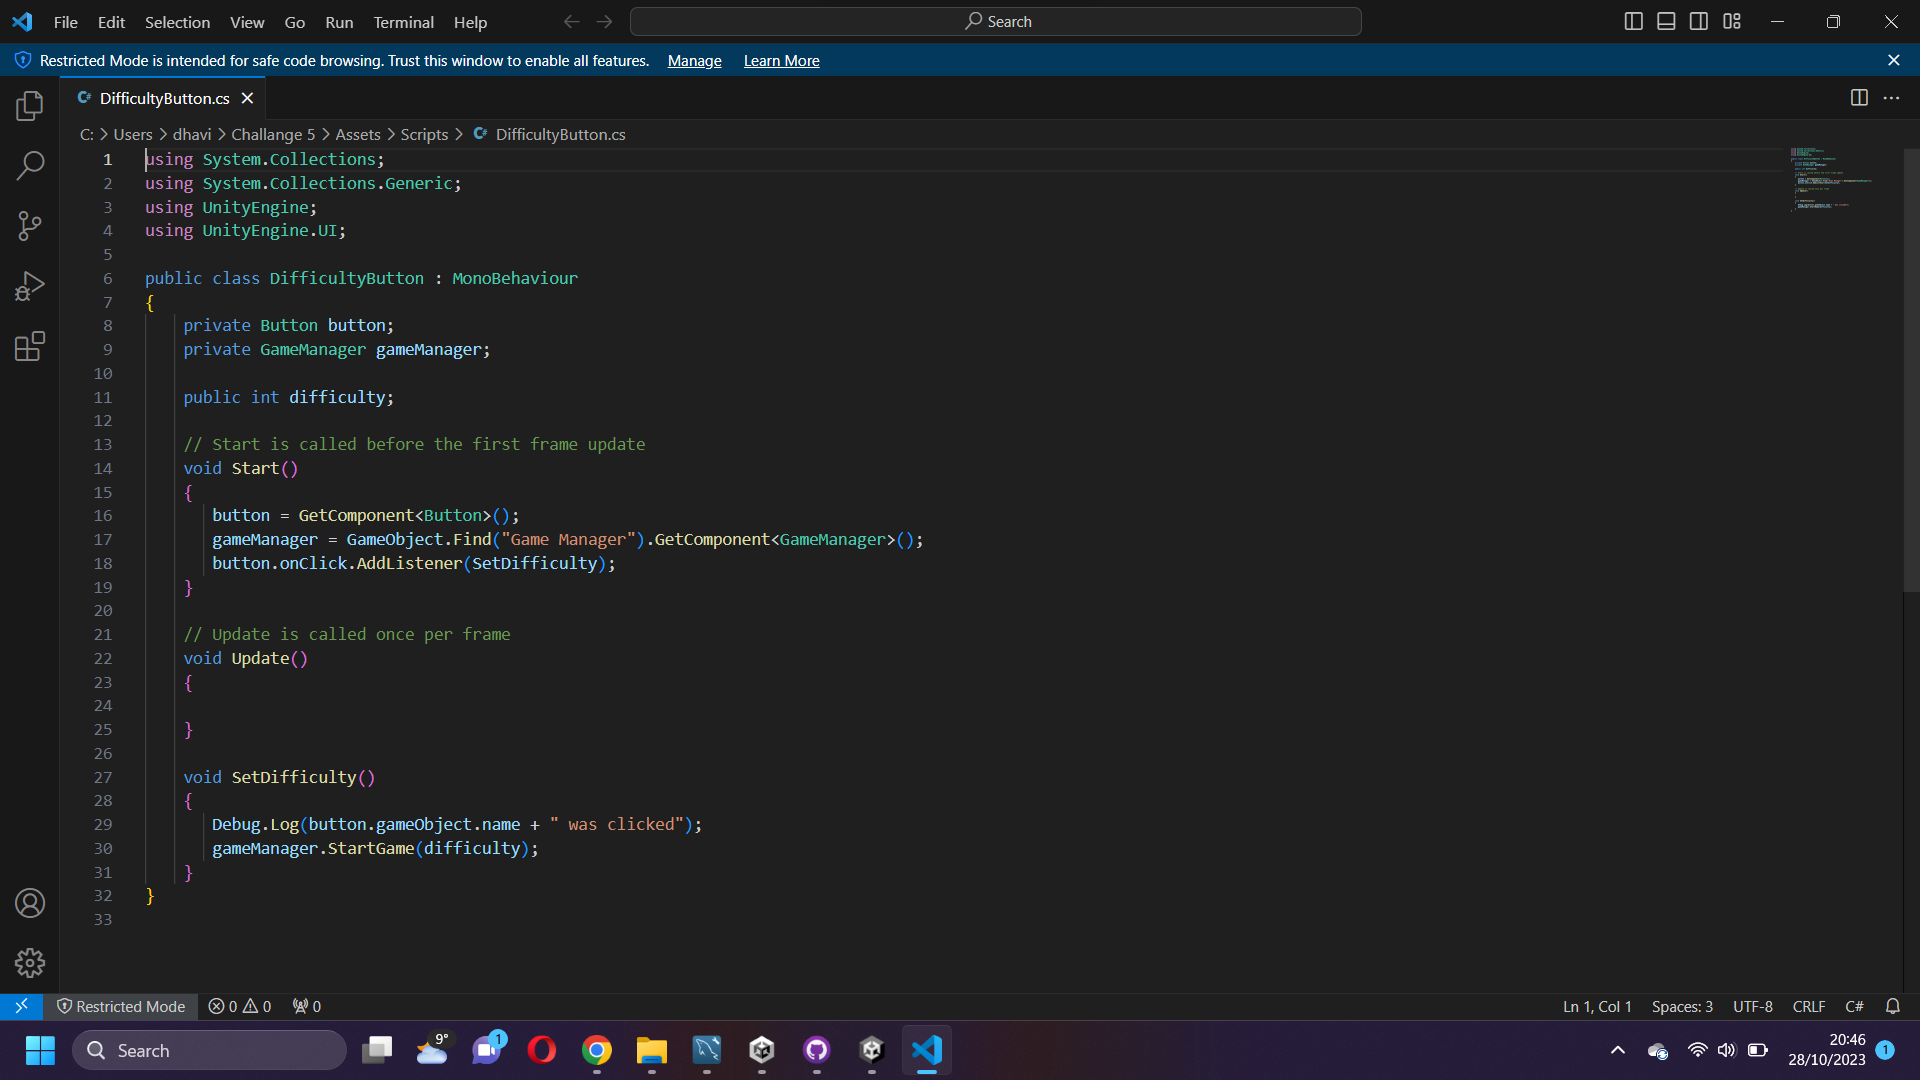 File Edit Selection View Go Run Terminal Help Search
Restricted Mode is intended for safe code browsing. Trust this window to enable all features. Manage Learn More
C# DifficultyButton.cs
C: > Users > dhavi > Challange 5 > Assets > Scripts > C# DifficultyButton.cs
1 using System.Collections;
2 using System.Collections.Generic;
3 using UnityEngine;
4 using UnityEngine.UI;
5
6 public class DifficultyButton : MonoBehaviour
7 {
8 private Button button;
9 private GameManager gameManager;
10
11 public int difficulty;
12
13 // Start is called before the first frame update
14 void Start()
15 {
16 button = GetComponent<Button>();
17 gameManager = GameObject.Find("Game Manager").GetComponent<GameManager>();
18 button.onClick.AddListener(SetDifficulty);
19 }
20
21 // Update is called once per frame
22 void Update()
23 {
24
25 }
26
27 void SetDifficulty()
28 {
29 Debug.Log(button.gameObject.name + " was clicked");
30 gameManager.StartGame(difficulty);
31 }
32 }
33
Restricted Mode 0 0 0 Ln 1, Col 1 Spaces: 3 UTF-8 CRLF C#
Search 9° 1 20:46
28/10/2023 1